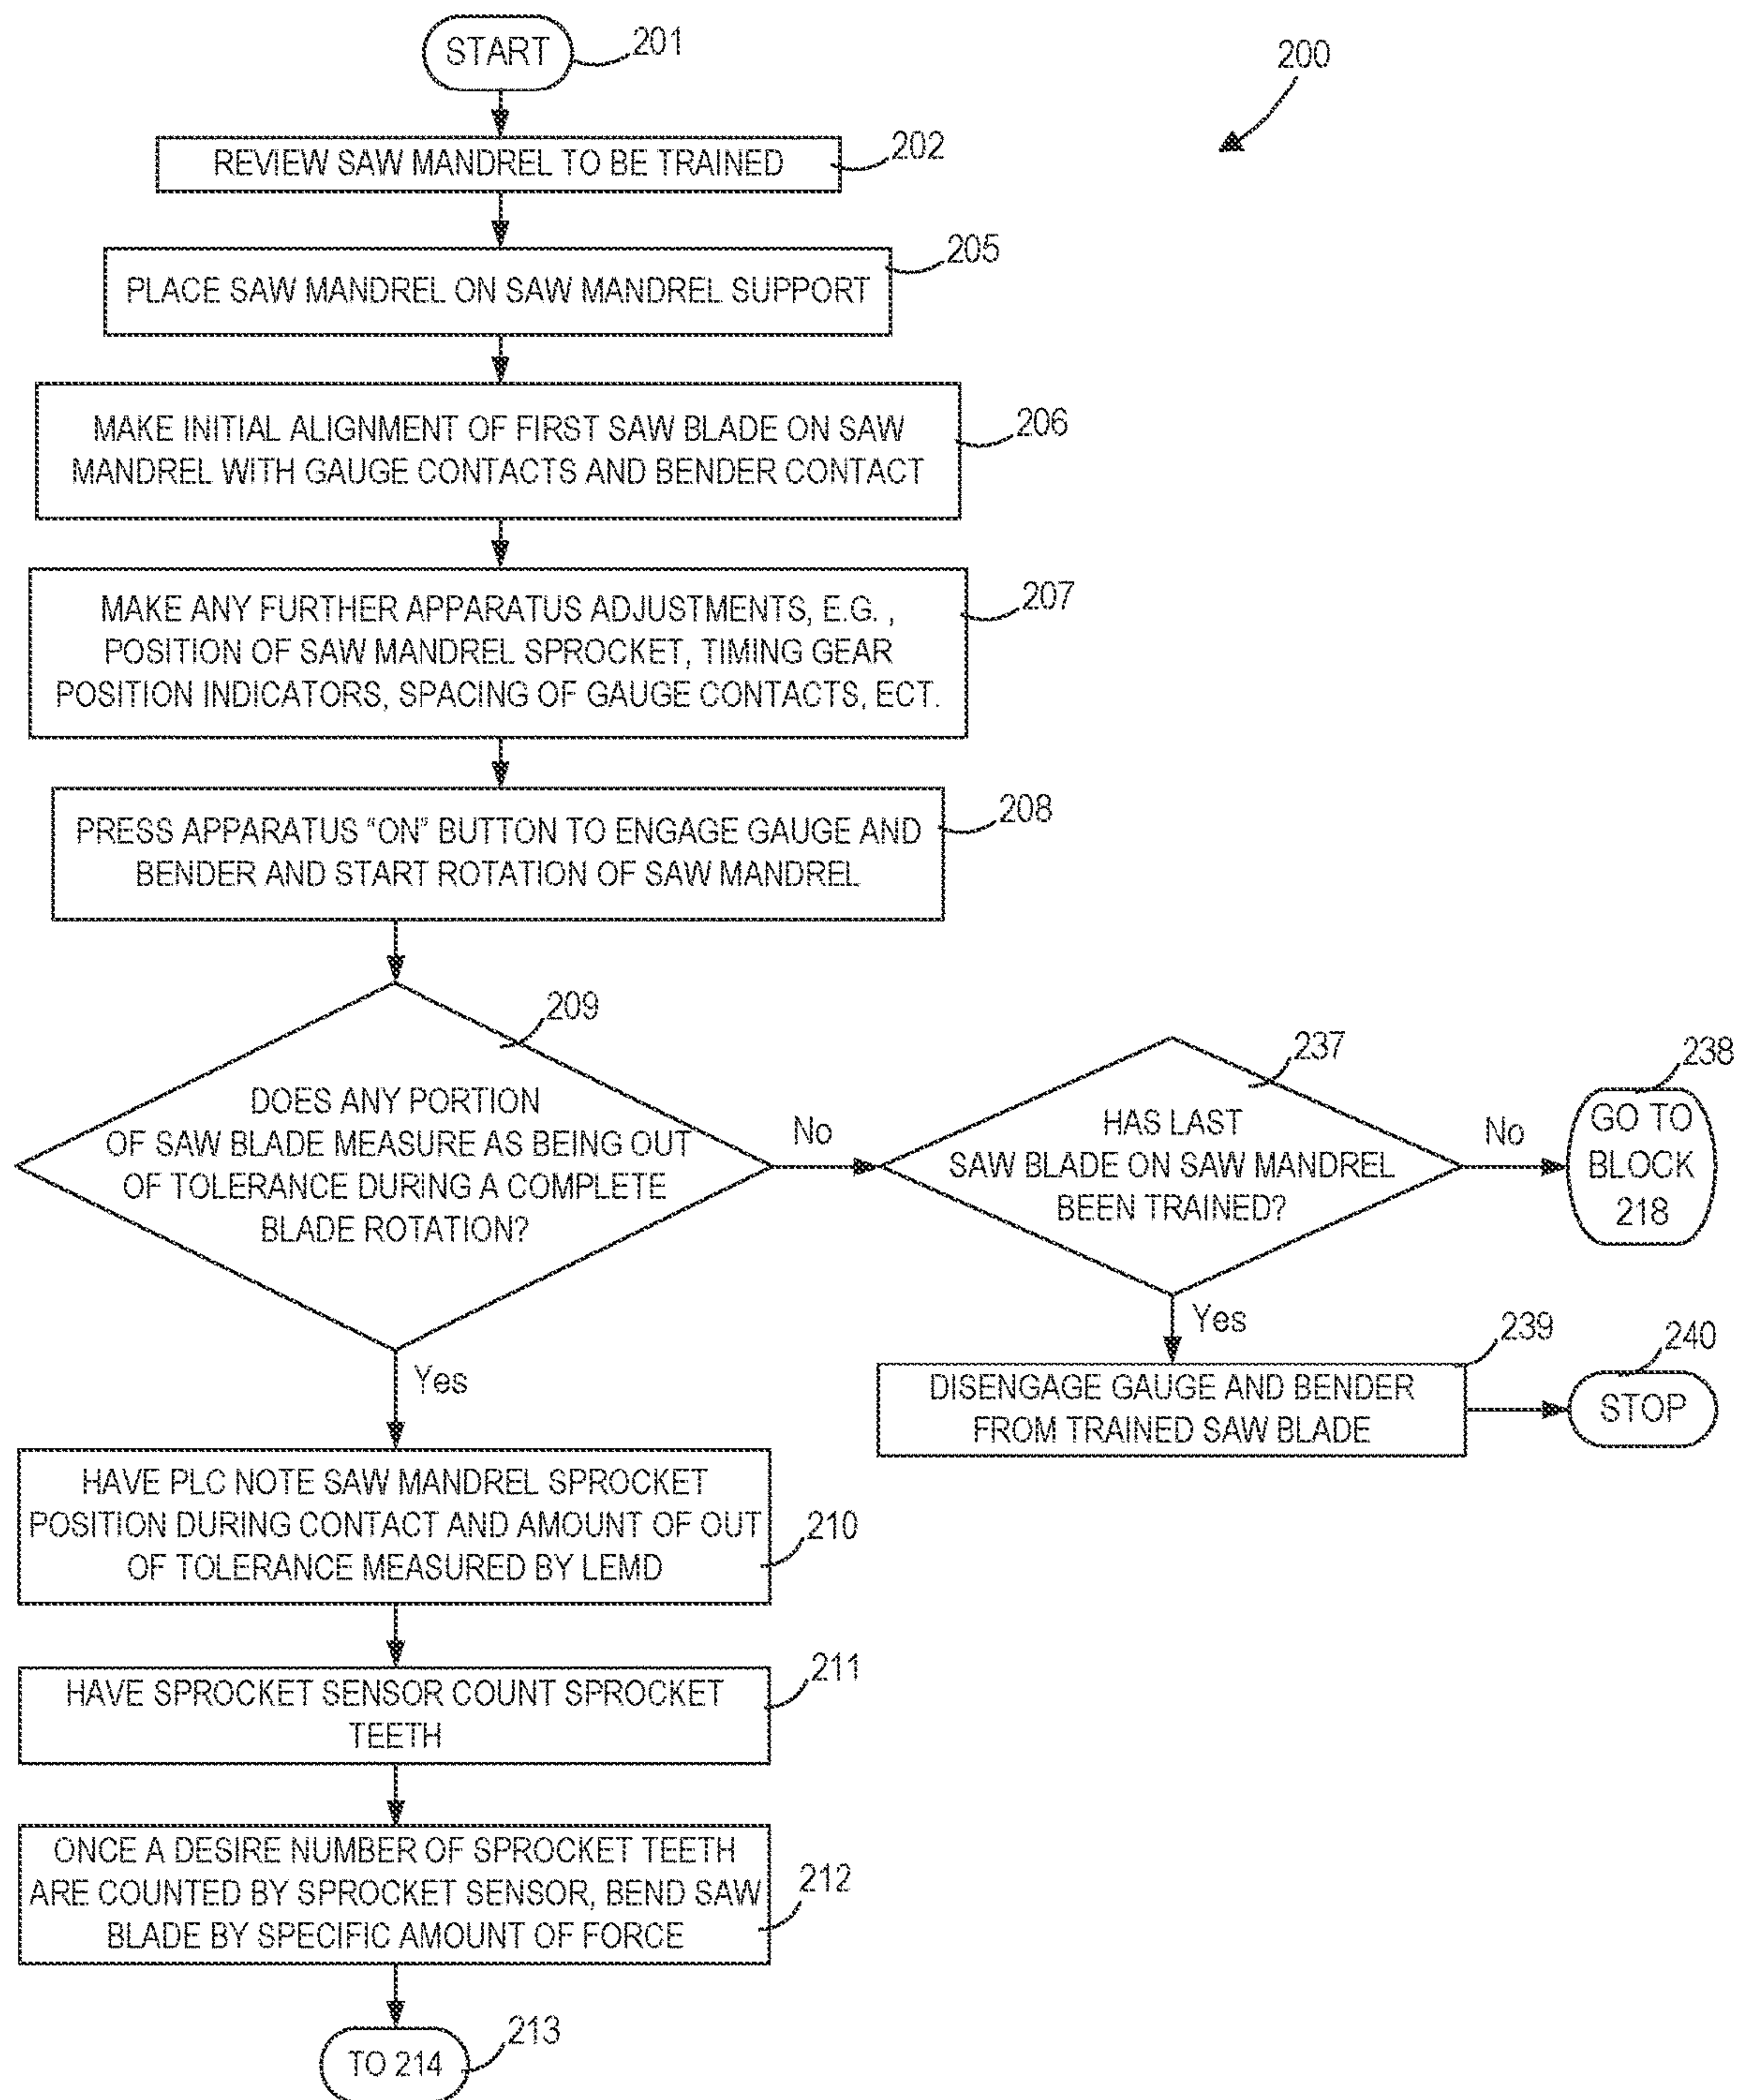 START
201
200
REVIEW SAW MANDREL TO BE TRAINED
202
PLACE SAW MANDREL ON SAW MANDREL SUPPORT
205
MAKE INITIAL ALIGNMENT OF FIRST SAW BLADE ON SAW
MANDREL WITH GAUGE CONTACTS AND BENDER CONTACT
206
MAKE ANY FURTHER APPARATUS ADJUSTMENTS, E.G. ,
POSITION OF SAW MANDREL SPROCKET, TIMING GEAR
POSITION INDICATORS, SPACING OF GAUGE CONTACTS, ECT.
207
PRESS APPARATUS "ON" BUTTON TO ENGAGE GAUGE AND
BENDER AND START ROTATION OF SAW MANDREL
208
209
DOES ANY PORTION
OF SAW BLADE MEASURE AS BEING OUT
OF TOLERANCE DURING A COMPLETE
BLADE ROTATION?
No
237
HAS LAST
SAW BLADE ON SAW MANDREL
BEEN TRAINED?
No
238
GO TO
BLOCK
218
Yes
Yes
239
DISENGAGE GAUGE AND BENDER
FROM TRAINED SAW BLADE
240
STOP
HAVE PLC NOTE SAW MANDREL SPROCKET
POSITION DURING CONTACT AND AMOUNT OF OUT
OF TOLERANCE MEASURED BY LEMD
210
HAVE SPROCKET SENSOR COUNT SPROCKET
TEETH
211
ONCE A DESIRE NUMBER OF SPROCKET TEETH
ARE COUNTED BY SPROCKET SENSOR, BEND SAW
BLADE BY SPECIFIC AMOUNT OF FORCE
212
TO 214
213